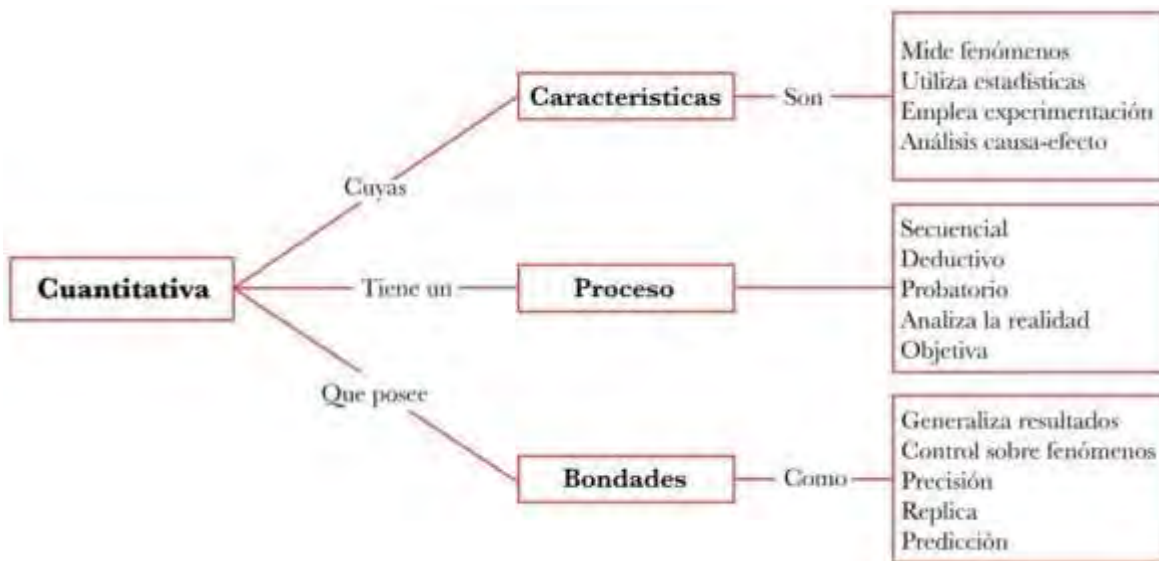 Cuantitativa
Cuyas
Caracteristicas
Son
Mide fenómenos
Utiliza estadísticas
Emplea experimentación
Análisis causa-efecto
Tiene un
Proceso
Secuencial
Deductivo
Probatorio
Analiza la realidad
Objetiva
Que posee
Bondades
Como
Generaliza resultados
Control sobre fenómenos
Precisión
Replica
Predicción